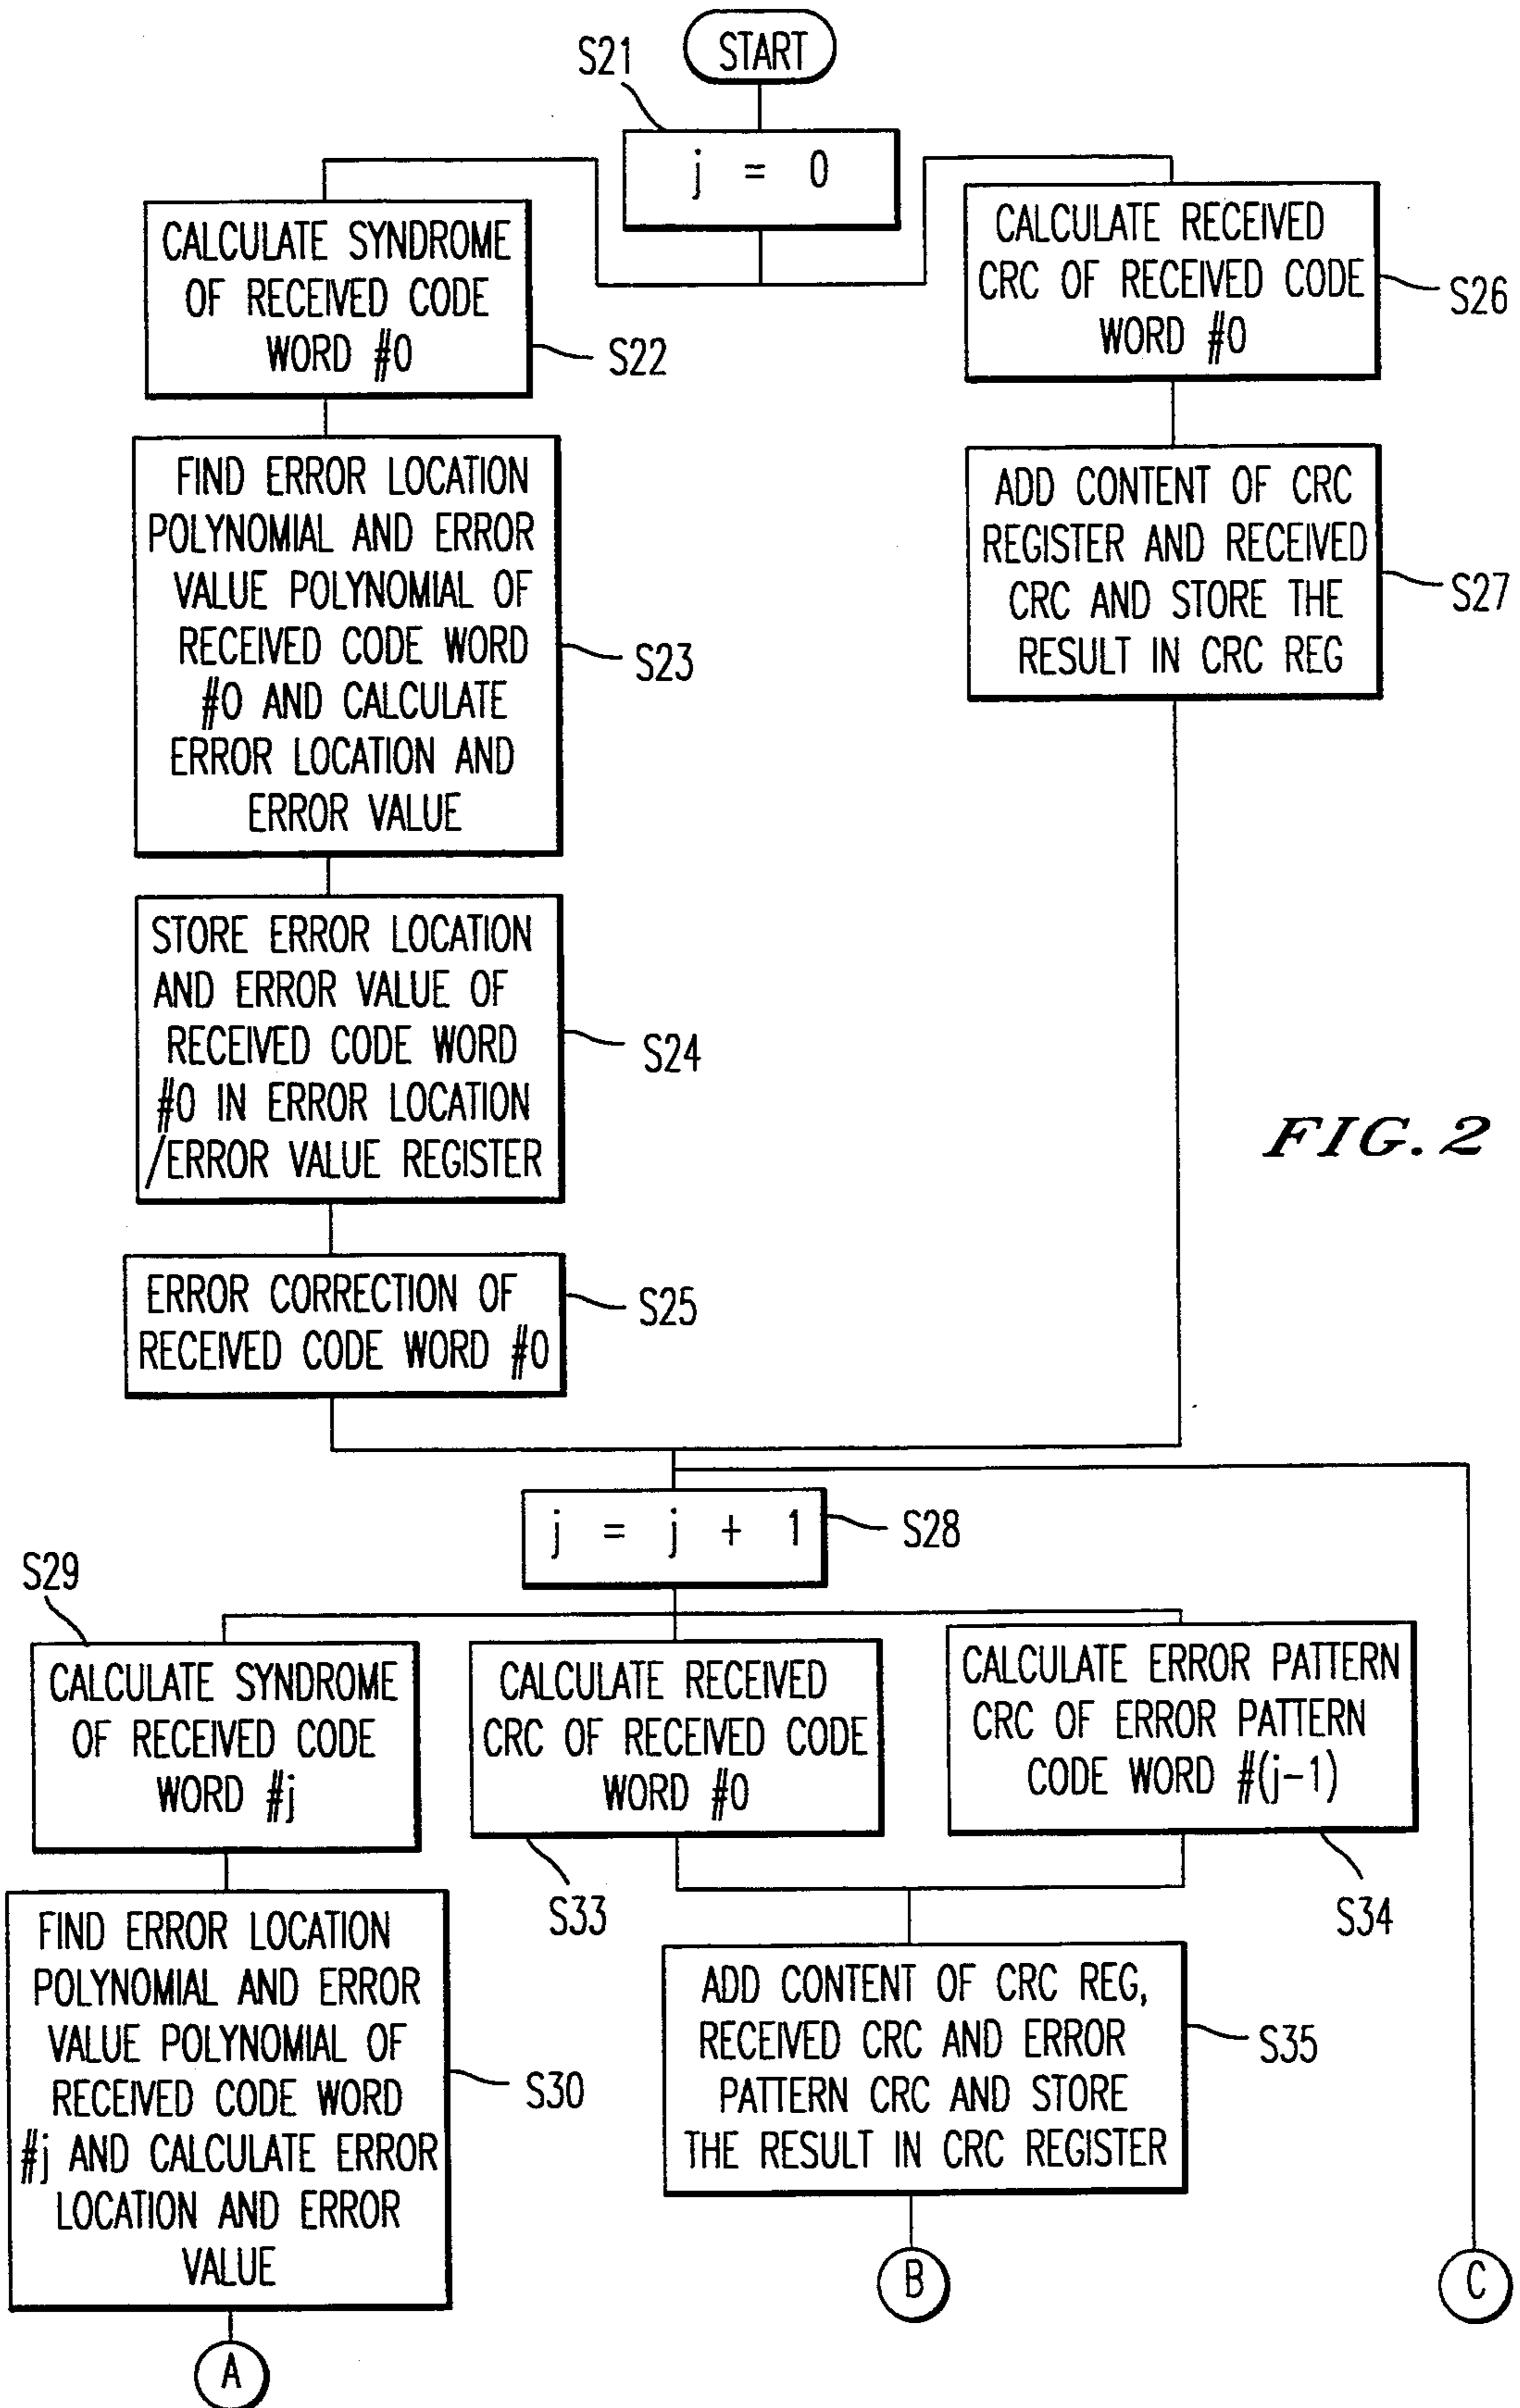 START
S21
j = 0
CALCULATE SYNDROME
OF RECEIVED CODE
WORD #0
S22
CALCULATE RECEIVED
CRC OF RECEIVED CODE
WORD #0
S26
FIND ERROR LOCATION
POLYNOMIAL AND ERROR
VALUE POLYNOMIAL OF
RECEIVED CODE WORD
#0 AND CALCULATE
ERROR LOCATION AND
ERROR VALUE
S23
ADD CONTENT OF CRC
REGISTER AND RECEIVED
CRC AND STORE THE
RESULT IN CRC REG
S27
STORE ERROR LOCATION
AND ERROR VALUE OF
RECEIVED CODE WORD
#0 IN ERROR LOCATION
/ERROR VALUE REGISTER
S24
FIG. 2
ERROR CORRECTION OF
RECEIVED CODE WORD #0
S25
j = j + 1
S28
S29
CALCULATE SYNDROME
OF RECEIVED CODE
WORD #j
CALCULATE RECEIVED
CRC OF RECEIVED CODE
WORD #0
S33
CALCULATE ERROR PATTERN
CRC OF ERROR PATTERN
CODE WORD #(j-1)
S34
FIND ERROR LOCATION
POLYNOMIAL AND ERROR
VALUE POLYNOMIAL OF
RECEIVED CODE WORD
#j AND CALCULATE ERROR
LOCATION AND ERROR
VALUE
S30
ADD CONTENT OF CRC REG,
RECEIVED CRC AND ERROR
PATTERN CRC AND STORE
THE RESULT IN CRC REGISTER
S35
B
C
A